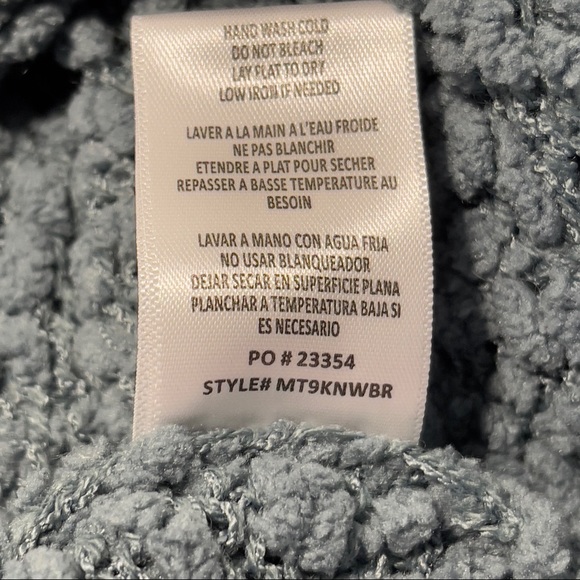 HAND WASH COLD
DO NOT BLEACH
LAY FLAT TO DRY
LOW IRON IF NEEDED
LAVER A LA MAIN A L'EAU FROIDE
NE PAS BLANCHIR
ETENDRE A PLAT POUR SECHER
REPASSER A BASSE TEMPERATURE AU
BESOIN
LAVAR A MANO CON AGUA FRIA
NO USAR BLANQUEADOR
DEJAR SECAR EN SUPERFICIE PLANA
PLANCHAR A TEMPERATURA BAJA SI
ES NECESARIO
PO # 23354
STYLE# MT9KNWBR